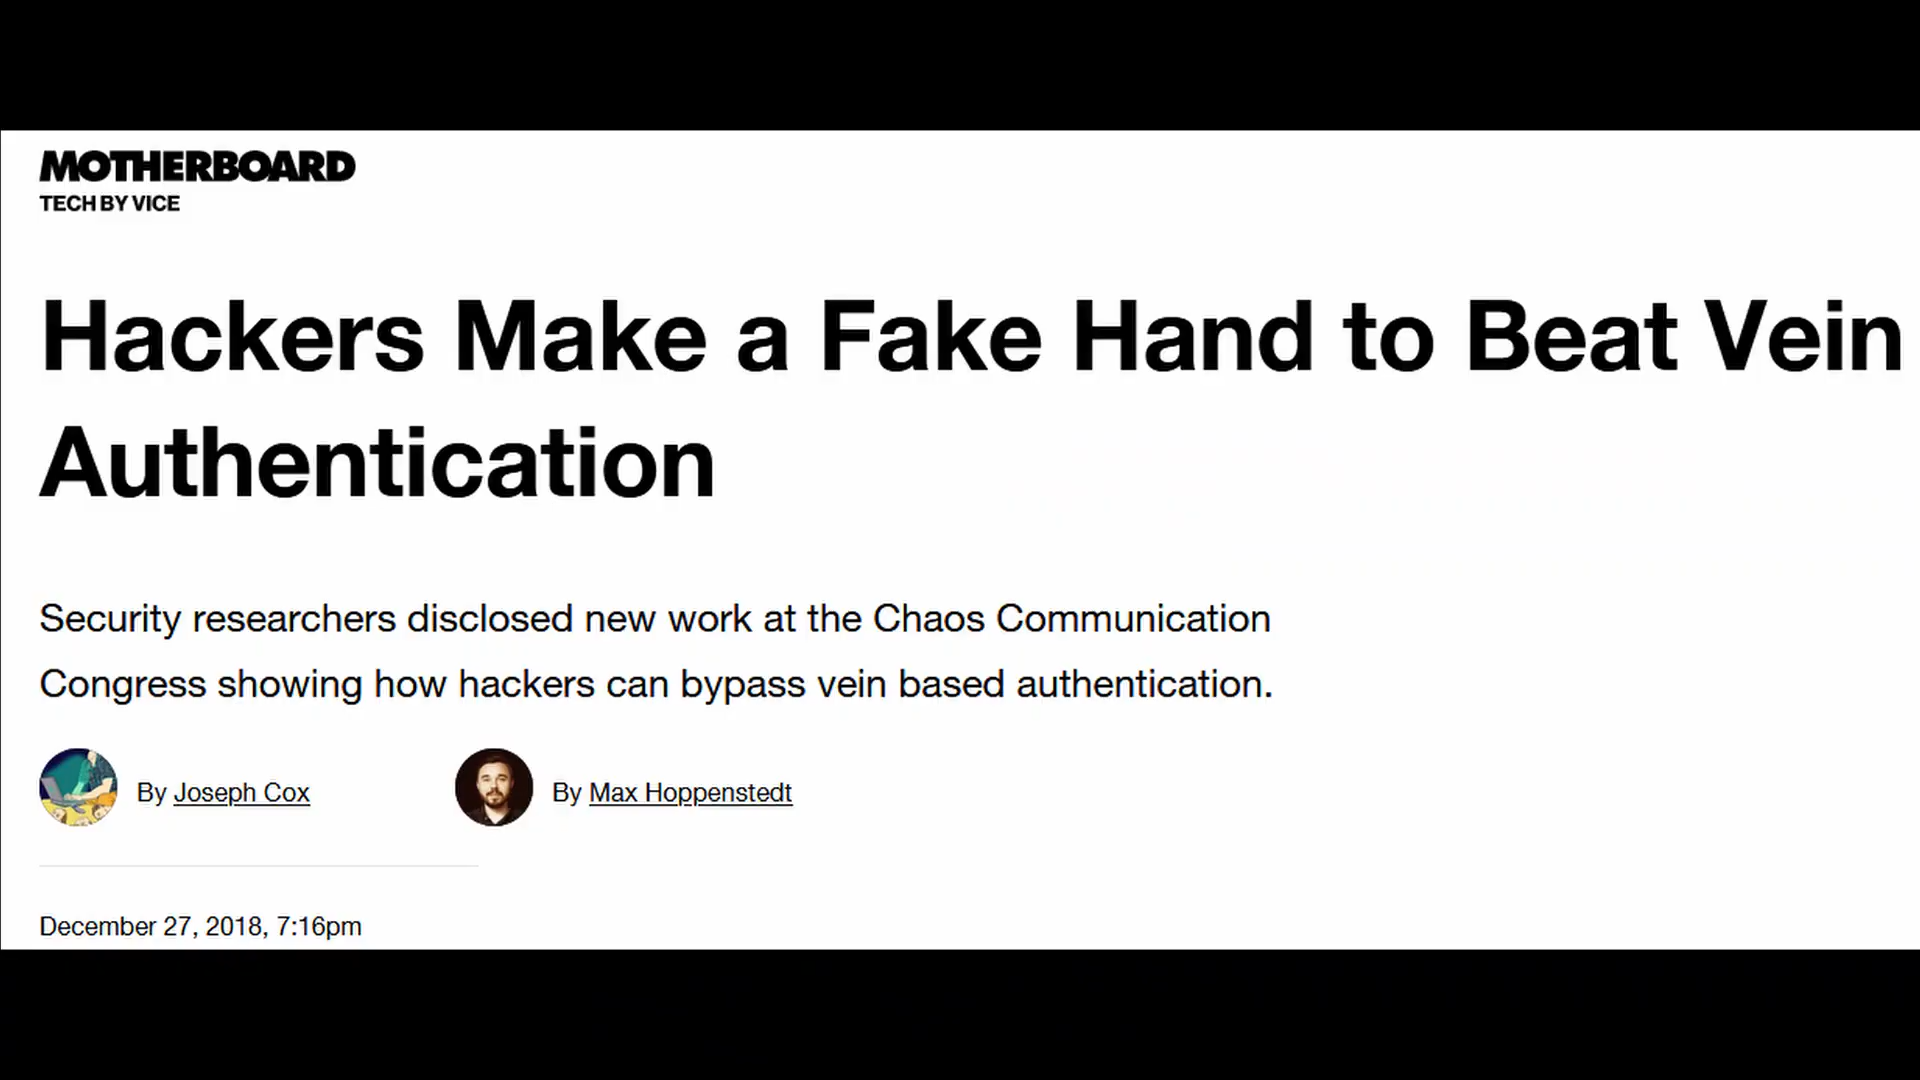 MOTHERBOARD
TECH BY VICE
Hackers Make a Fake Hand to Beat Vein
Authentication
Security researchers disclosed new work at the Chaos Communication
Congress showing how hackers can bypass vein based authentication.
By Joseph Cox
By Max Hoppenstedt
December 27, 2018, 7:16pm